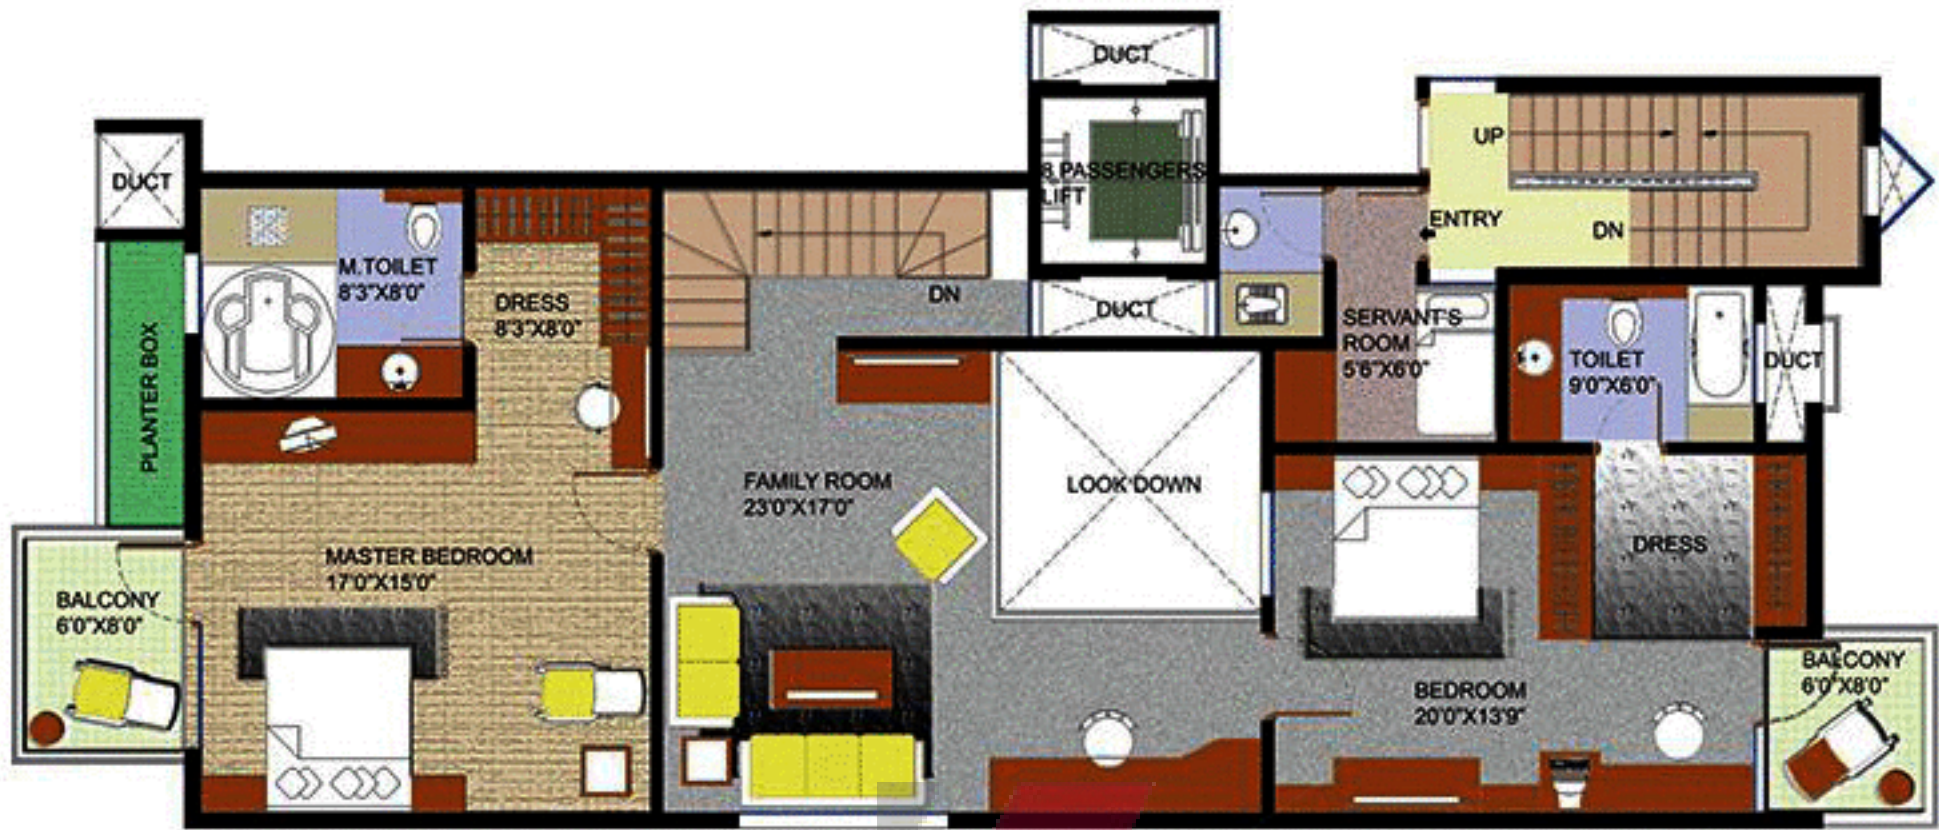 DUCT
8 PASSENGERS
LIFT
UP
ENTRY
DN
DUCT
M.TOILET
8'3"X8'0"
DRESS
8'3"X8'0"
DN
DUCT
SERVANT'S
ROOM
5'6"X6'0"
TOILET
9'0"X6'0"
DUCT
PLANTER BOX
FAMILY ROOM
23'0"X17'0"
LOOK DOWN
DRESS
MASTER BEDROOM
17'0"X15'0"
BALCONY
6'0"X8'0"
BEDROOM
20'0"X13'9"
BALCONY
6'0"X8'0"